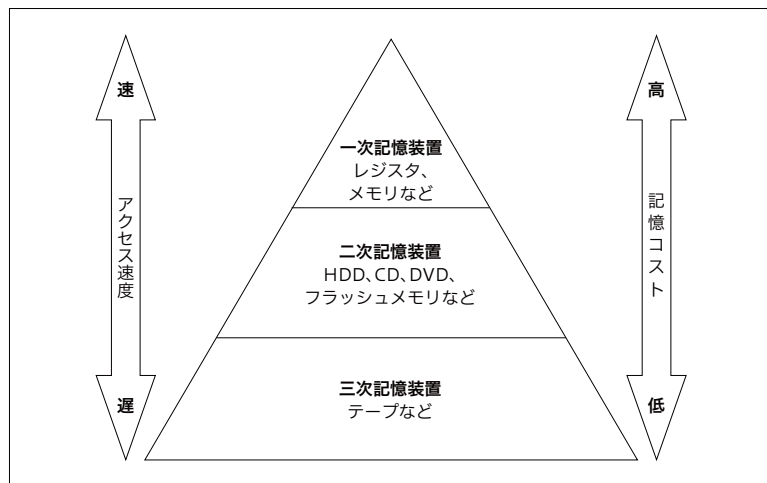 速
アクセス速度
遅
一次記憶装置
レジスタ、
メモリなど
二次記憶装置
HDD、CD、DVD、
フラッシュメモリなど
三次記憶装置
テープなど
高
記憶コスト
低